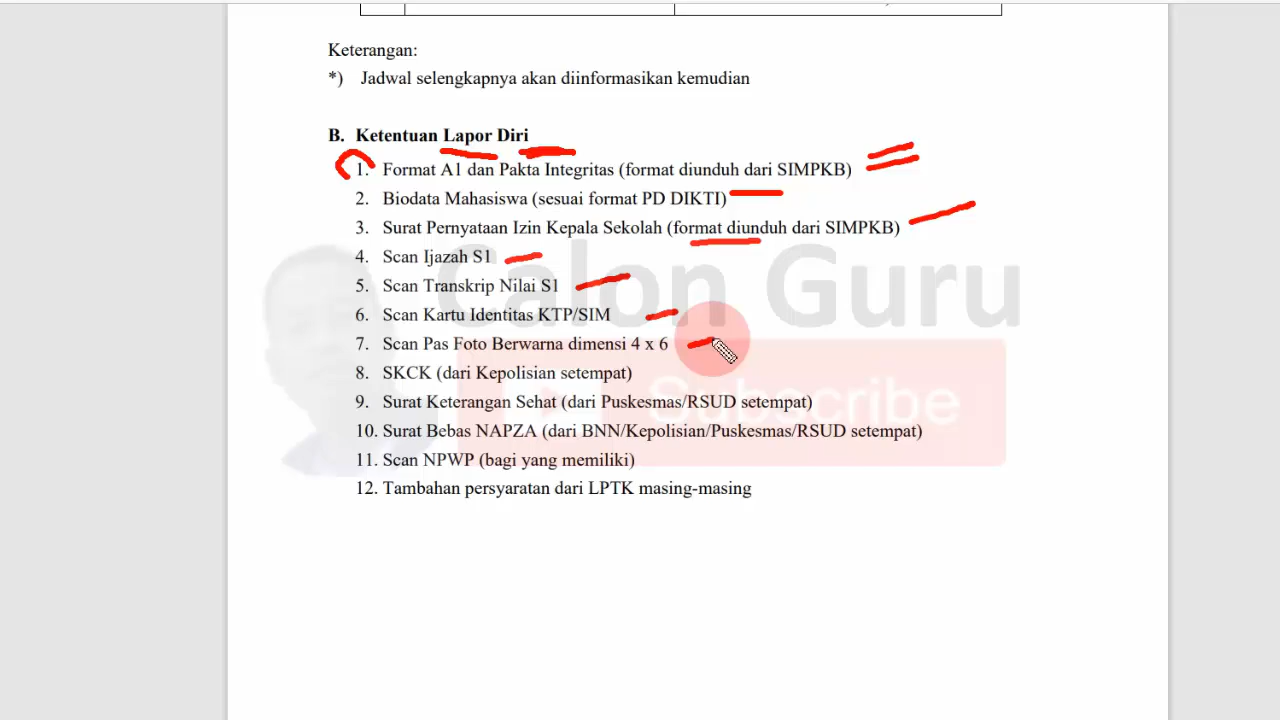 Keterangan:
*) Jadwal selengkapnya akan diinformasikan kemudian
B. Ketentuan Lapor Diri
1. Format A1 dan Pakta Integritas (format diunduh dari SIMPKB)
2. Biodata Mahasiswa (sesuai format PD DIKTI)
3. Surat Pernyataan Izin Kepala Sekolah (format diunduh dari SIMPKB)
4. Scan Ijazah S1
5. Scan Transkrip Nilai S1
6. Scan Kartu Identitas KTP/SIM
7. Scan Pas Foto Berwarna dimensi 4 x 6
8. SKCK (dari Kepolisian setempat)
9. Surat Keterangan Sehat (dari Puskesmas/RSUD setempat)
10. Surat Bebas NAPZA (dari BNN/Kepolisian/Puskesmas/RSUD setempat)
11. Scan NPWP (bagi yang memiliki)
12. Tambahan persyaratan dari LPTK masing-masing
Calon Guru
Subscribe